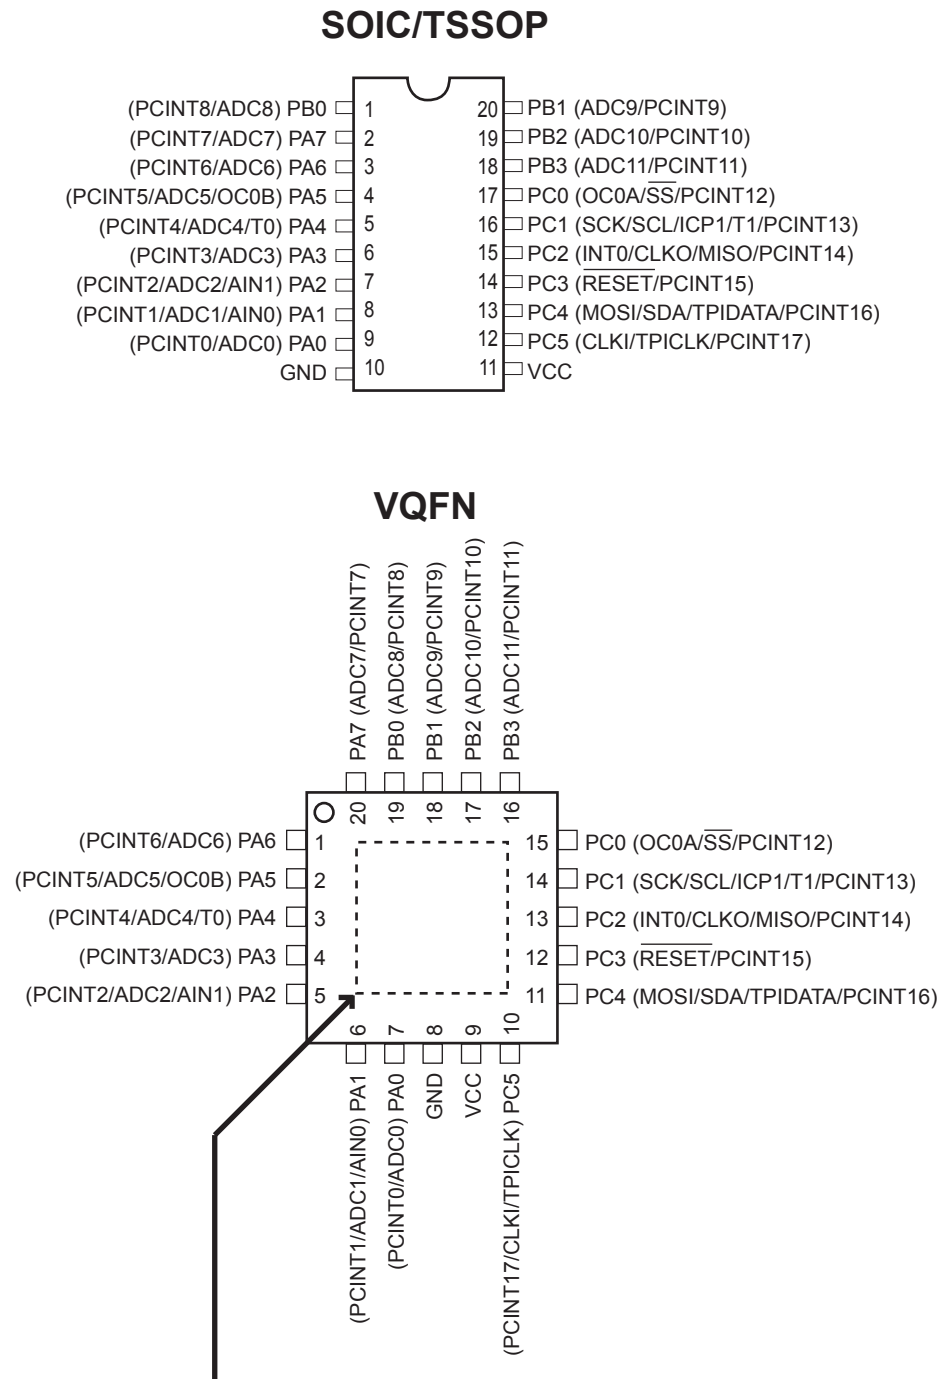 SOIC/TSSOP
(PCINT8/ADC8) PB0 1 20 PB1 (ADC9/PCINT9)
(PCINT7/ADC7) PA7 2 19 PB2 (ADC10/PCINT10)
(PCINT6/ADC6) PA6 3 18 PB3 (ADC11/PCINT11)
(PCINT5/ADC5/OC0B) PA5 4 17 PC0 (OC0A/SS/PCINT12)
(PCINT4/ADC4/T0) PA4 5 16 PC1 (SCK/SCL/ICP1/T1/PCINT13)
(PCINT3/ADC3) PA3 6 15 PC2 (INT0/CLKO/MISO/PCINT14)
(PCINT2/ADC2/AIN1) PA2 7 14 PC3 (RESET/PCINT15)
(PCINT1/ADC1/AIN0) PA1 8 13 PC4 (MOSI/SDA/TPIDATA/PCINT16)
(PCINT0/ADC0) PA0 9 12 PC5 (CLKI/TPICLK/PCINT17)
GND 10 11 VCC
VQFN
PA7 (ADC7/PCINT7)
PB0 (ADC8/PCINT8)
PB1 (ADC9/PCINT9)
PB2 (ADC10/PCINT10)
PB3 (ADC11/PCINT11)
20 19 18 17 16
(PCINT6/ADC6) PA6 1 15 PC0 (OC0A/SS/PCINT12)
(PCINT5/ADC5/OC0B) PA5 2 14 PC1 (SCK/SCL/ICP1/T1/PCINT13)
(PCINT4/ADC4/T0) PA4 3 13 PC2 (INT0/CLKO/MISO/PCINT14)
(PCINT3/ADC3) PA3 4 12 PC3 (RESET/PCINT15)
(PCINT2/ADC2/AIN1) PA2 5 11 PC4 (MOSI/SDA/TPIDATA/PCINT16)
6 7 8 9 10
(PCINT1/ADC1/AIN0) PA1
(PCINT0/ADC0) PA0
GND
VCC
(PCINT17/CLKI/TPICLK) PC5